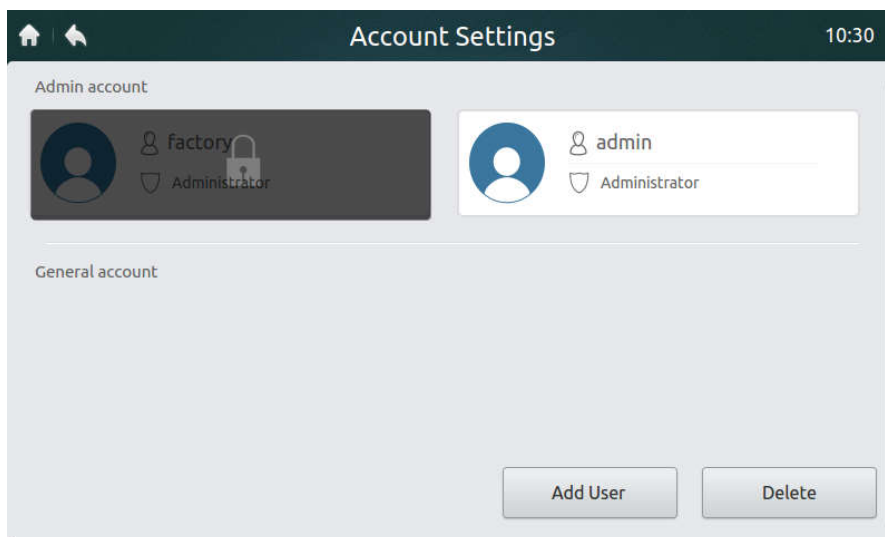 Account Settings 10:30
Admin account
factory admin
Administrator Administrator
General account
Add User Delete